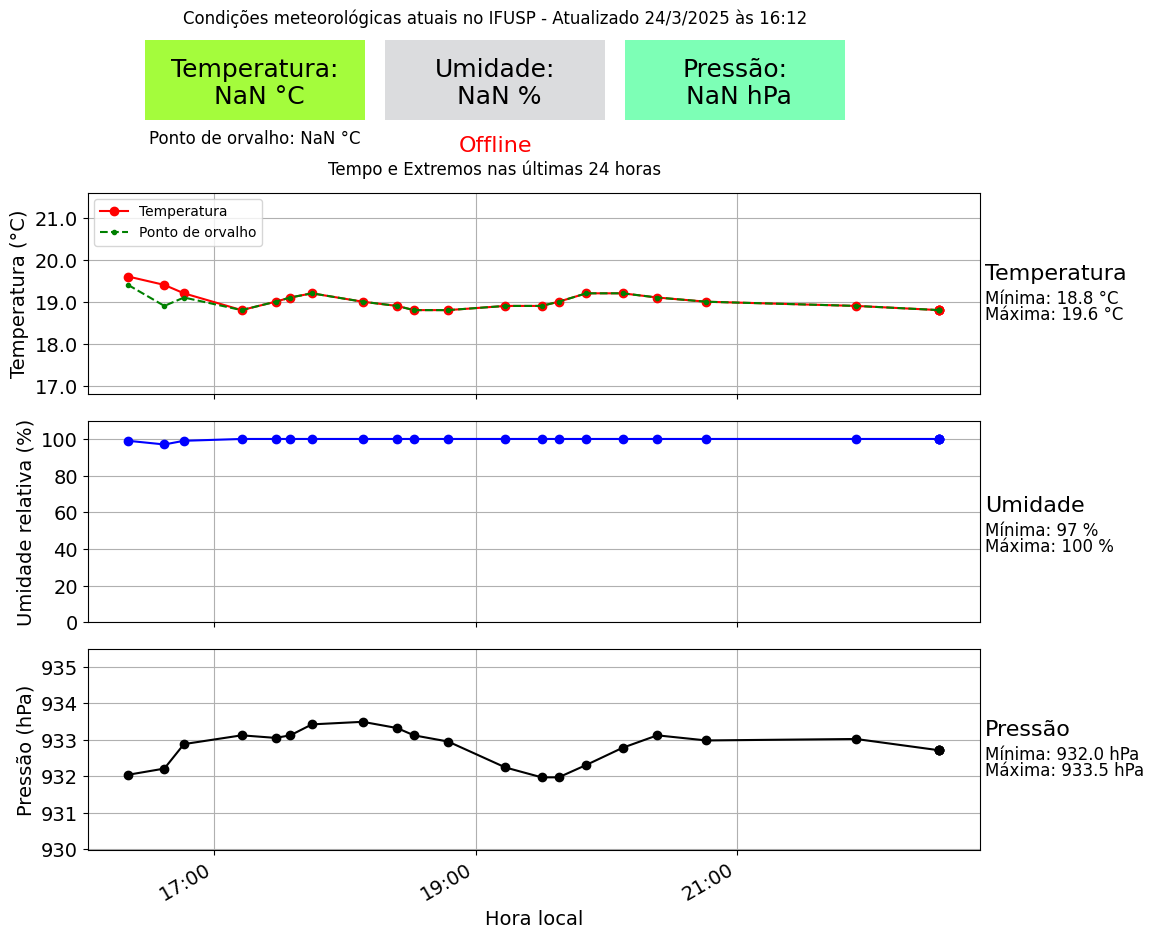 Condições meteorológicas atuais no IFUSP - Atualizado 24/3/2025 às 16:12
Temperatura:
NaN °C
Umidade:
NaN %
Pressão:
NaN hPa
Ponto de orvalho: NaN °C
Offline
Tempo e Extremos nas últimas 24 horas
Temperatura (°C)
21.0
20.0
19.0
18.0
17.0
Temperatura
Ponto de orvalho
Temperatura
Mínima: 18.8 °C
Máxima: 19.6 °C
Umidade relativa (%)
100
80
60
40
20
0
Umidade
Mínima: 97 %
Máxima: 100 %
Pressão (hPa)
935
934
933
932
931
930
Pressão
Mínima: 932.0 hPa
Máxima: 933.5 hPa
17:00
19:00
21:00
Hora local